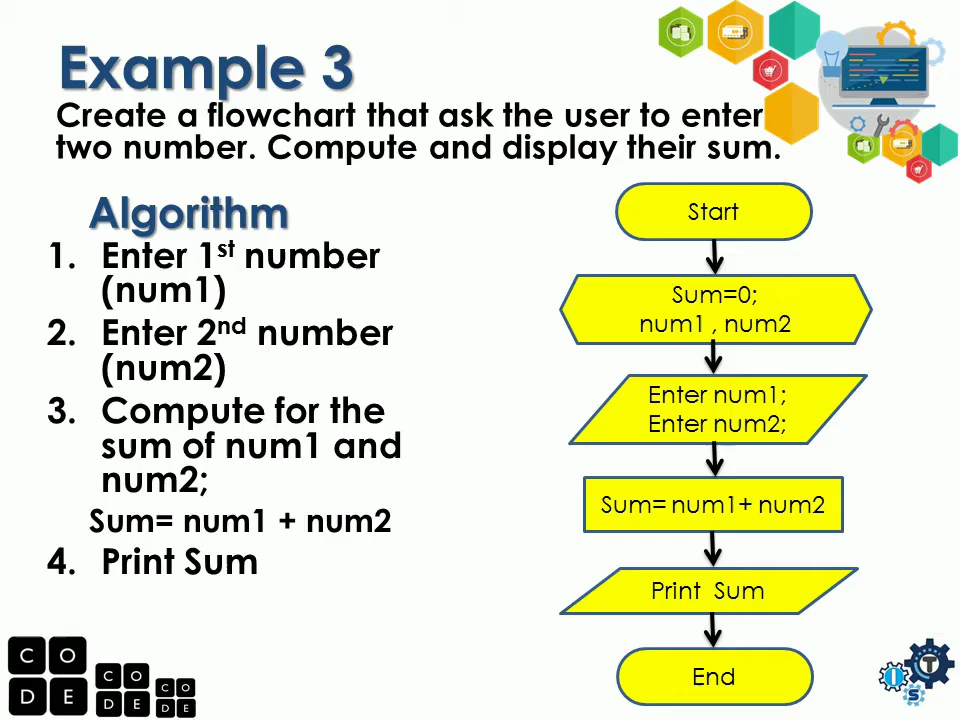 Example 3
Create a flowchart that ask the user to enter
two number. Compute and display their sum.
Algorithm
1. Enter 1st number
(num1)
2. Enter 2nd number
(num2)
3. Compute for the
sum of num1 and
num2;
Sum= num1 + num2
4. Print Sum
Start
Sum=0;
num1 , num2
Enter num1;
Enter num2;
Sum= num1+ num2
Print Sum
End
C O
D E
C O
D E
C O
D E
I T
S